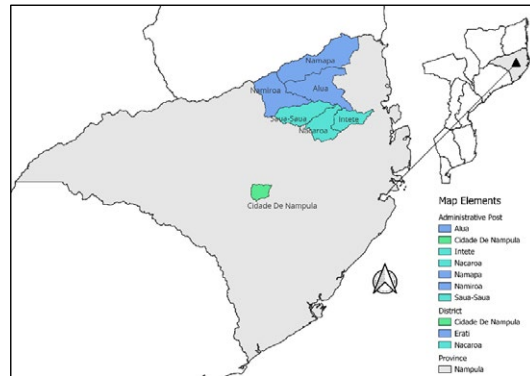 Namapa
Namiroa
Alua
Saua-Saua
Intete
Nacaroa
Cidade De Nampula
Map Elements
Administrative Post
Alua
Cidade De Nampula
Intete
Nacaroa
Namapa
Namiroa
Saua-Saua
District
Cidade De Nampula
Erati
Nacaroa
Province
Nampula